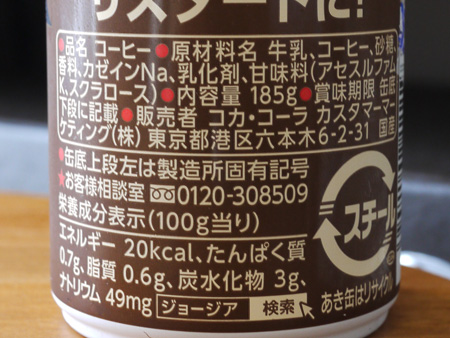 リスタートに!
●品名 コーヒー●原材料名 牛乳、コーヒー、砂糖、
香料、カゼインNa、乳化剤、甘味料(アセスルファム
K、スクラロース)●内容量 185g●賞味期限 缶底
下段に記載●販売者 コカ・コーラ カスタマーマー
ケティング(株) 東京都港区六本木6-2-31 国産
●缶底上段左は製造所固有記号
★お客様相談室 0120-308509
栄養成分表示(100g当り)
エネルギー 20kcal、たんぱく質
0.7g、脂質 0.6g、炭水化物 3g、
ナトリウム 49mg ジョージア 検索
スチール
あき缶はリサイクル